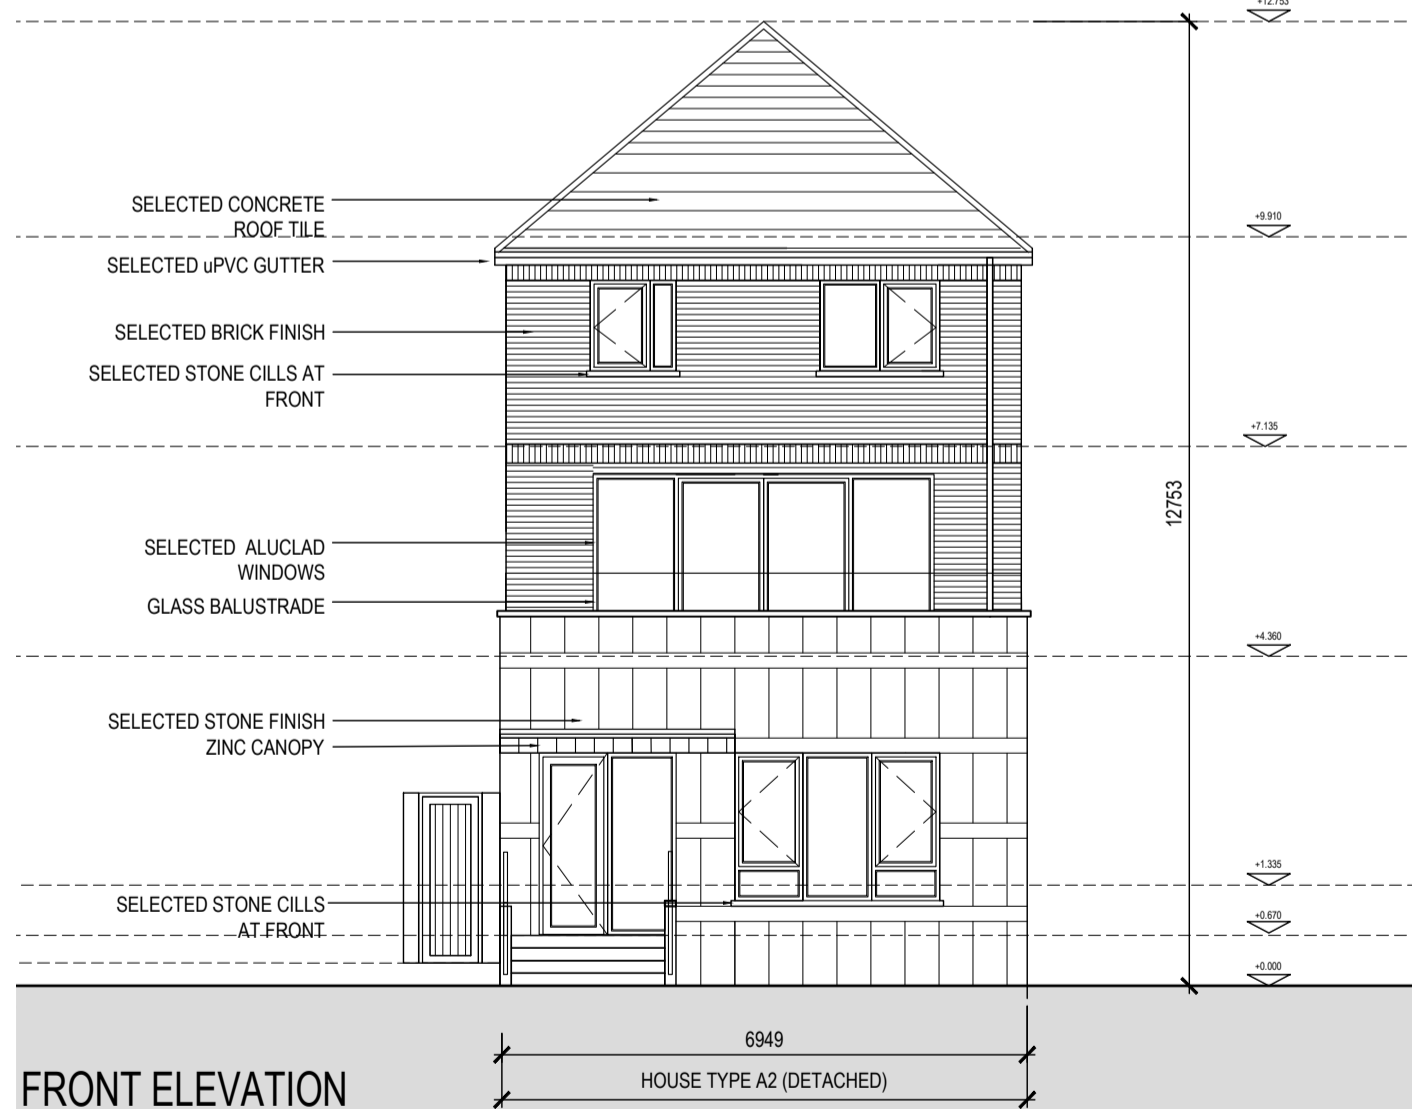 +12.753
SELECTED CONCRETE
ROOF TILE
+9.910
SELECTED uPVC GUTTER
SELECTED BRICK FINISH
SELECTED STONE CILLS AT
FRONT
+7.135
12753
SELECTED ALUCLAD
WINDOWS
GLASS BALUSTRADE
+4.360
SELECTED STONE FINISH
ZINC CANOPY
+1.335
SELECTED STONE CILLS
AT FRONT
+0.670
+0.000
6949
HOUSE TYPE A2 (DETACHED)
FRONT ELEVATION